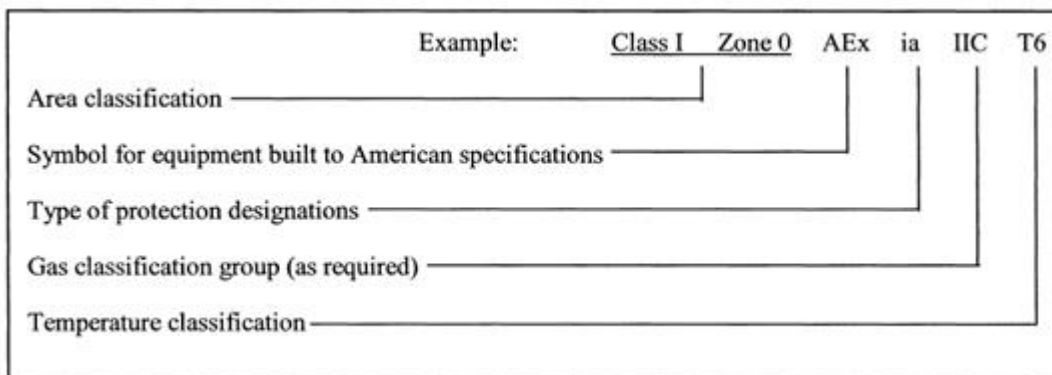 Example: Class I Zone 0 AEx ia IIC T6
Area classification
Symbol for equipment built to American specifications
Type of protection designations
Gas classification group (as required)
Temperature classification